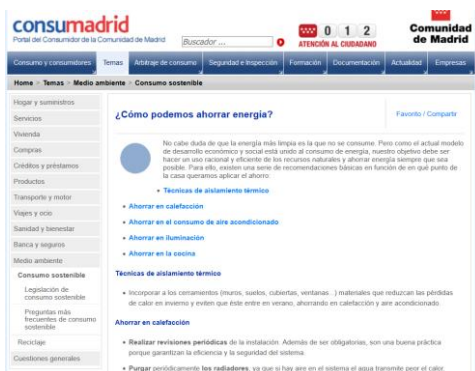 consumadrid
Portal del Consumidor de la Comunidad de Madrid
Buscador ...
012
ATENCIÓN AL CIUDADANO
Comunidad
de Madrid
Consumo y consumidores Temas Arbitraje de consumo Seguridad e Inspección Formación Documentación Actualidad Empresas
Home > Temas > Medio ambiente > Consumo sostenible
Hogar y suministros
Servicios
Vivienda
Compras
Créditos y préstamos
Productos
Transporte y motor
Viajes y ocio
Sanidad y bienestar
Banca y seguros
Medio ambiente
Consumo sostenible
Legislación de
consumo sostenible
Preguntas más
frecuentes de consumo
sostenible
Reciclaje
Cuestiones generales
¿Cómo podemos ahorrar energía?
Favorito / Compartir
No cabe duda de que la energía más limpia es la que no se consume. Pero como el actual modelo
de desarrollo económico y social está unido al consumo de energía, nuestro objetivo debe ser
hacer un uso racional y eficiente de los recursos naturales y ahorrar energía siempre que sea
posible. Para ello, existen una serie de recomendaciones básicas en función de en qué punto de
la casa queramos aplicar el ahorro
• Técnicas de aislamiento térmico
• Ahorrar en calefacción
• Ahorrar en el consumo de aire acondicionado
• Ahorrar en iluminación
• Ahorrar en la cocina
Técnicas de aislamiento térmico
• Incorporar a los cerramientos (muros, suelos, cubiertas, ventanas...) materiales que reduzcan las pérdidas
de calor en invierno y eviten que éste entre en verano, ahorrando en calefacción y aire acondicionado.
Ahorrar en calefacción
• Realizar revisiones periódicas de la instalación. Además de ser obligatorias, son una buena práctica
porque garantizan la eficiencia y la seguridad del sistema.
• Purgar periódicamente los radiadores, ya que si hay aire en el sistema el agua transmite peor el calor.